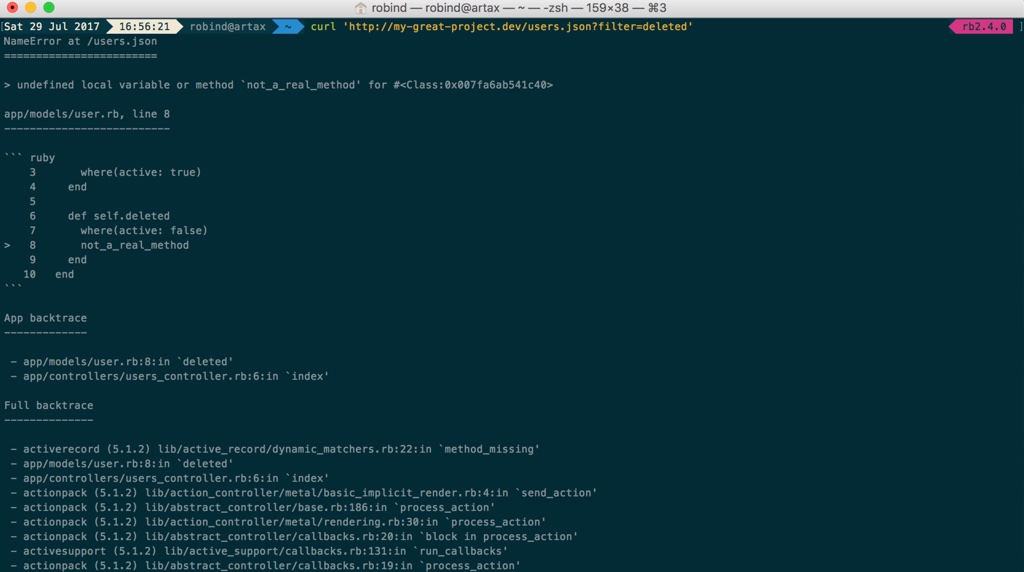 robind — robind@artax — ~ — -zsh — 159×38 — ⌘3
[Sat 29 Jul 2017 16:56:21 robind@artax ~ curl 'http://my-great-project.dev/users.json?filter=deleted' rb2.4.0 ]
NameError at /users.json
========================
> undefined local variable or method `not_a_real_method' for #<Class:0x007fa6ab541c40>
app/models/user.rb, line 8
--------------------------
``` ruby
    3       where(active: true)
    4     end
    5
    6     def self.deleted
    7       where(active: false)
>   8       not_a_real_method
    9     end
   10   end
```
App backtrace
-------------
 - app/models/user.rb:8:in `deleted'
 - app/controllers/users_controller.rb:6:in `index'
Full backtrace
--------------
 - activerecord (5.1.2) lib/active_record/dynamic_matchers.rb:22:in `method_missing'
 - app/models/user.rb:8:in `deleted'
 - app/controllers/users_controller.rb:6:in `index'
 - actionpack (5.1.2) lib/action_controller/metal/basic_implicit_render.rb:4:in `send_action'
 - actionpack (5.1.2) lib/abstract_controller/base.rb:186:in `process_action'
 - actionpack (5.1.2) lib/action_controller/metal/rendering.rb:30:in `process_action'
 - actionpack (5.1.2) lib/abstract_controller/callbacks.rb:20:in `block in process_action'
 - activesupport (5.1.2) lib/active_support/callbacks.rb:131:in `run_callbacks'
 - actionpack (5.1.2) lib/abstract_controller/callbacks.rb:19:in `process_action'